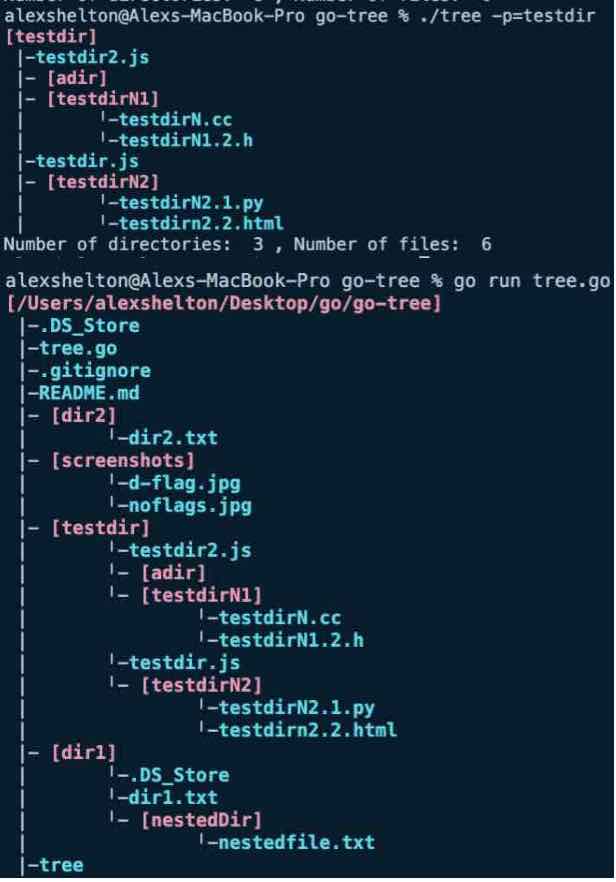 alexshelton@Alexs-MacBook-Pro go-tree % ./tree -p=testdir
[testdir]
|-testdir2.js
|- [adir]
|- [testdirN1]
|       '-testdirN.cc
|       '-testdirN1.2.h
|-testdir.js
|- [testdirN2]
|       '-testdirN2.1.py
|       '-testdirn2.2.html
Number of directories:  3 , Number of files:  6
alexshelton@Alexs-MacBook-Pro go-tree % go run tree.go
[/Users/alexshelton/Desktop/go/go-tree]
|-.DS_Store
|-tree.go
|-.gitignore
|-README.md
|- [dir2]
|       '-dir2.txt
|- [screenshots]
|       '-d-flag.jpg
|       '-noflags.jpg
|- [testdir]
|       '-testdir2.js
|       '- [adir]
|       '- [testdirN1]
|               '-testdirN.cc
|               '-testdirN1.2.h
|       '-testdir.js
|       '- [testdirN2]
|               '-testdirN2.1.py
|               '-testdirn2.2.html
|- [dir1]
|       '-.DS_Store
|       '-dir1.txt
|       '- [nestedDir]
|               '-nestedfile.txt
|-tree